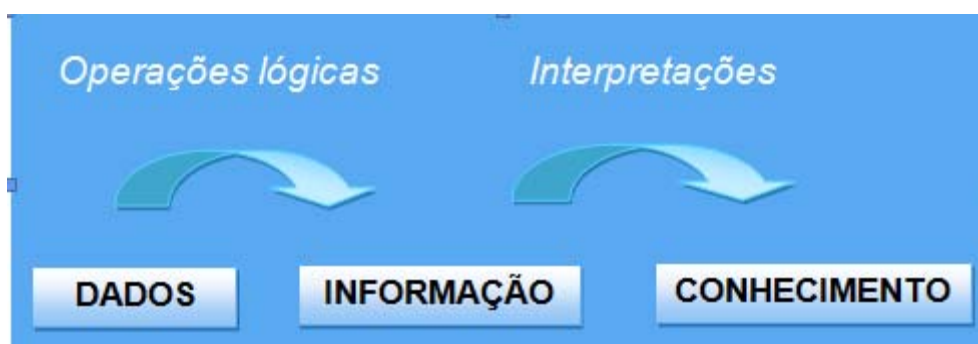 Operações lógicas
Interpretações
DADOS
INFORMAÇÃO
CONHECIMENTO